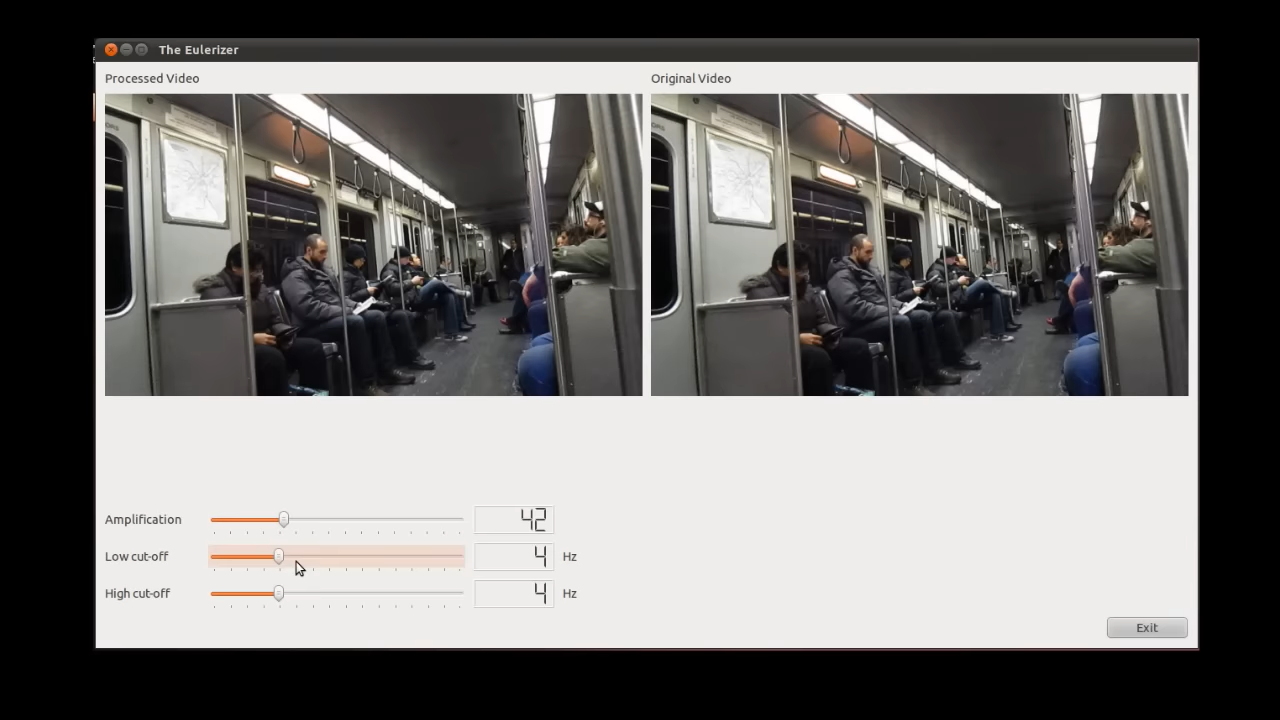 The Eulerizer
Processed Video
Original Video
Amplification
42
Low cut-off
4
Hz
High cut-off
4
Hz
Exit